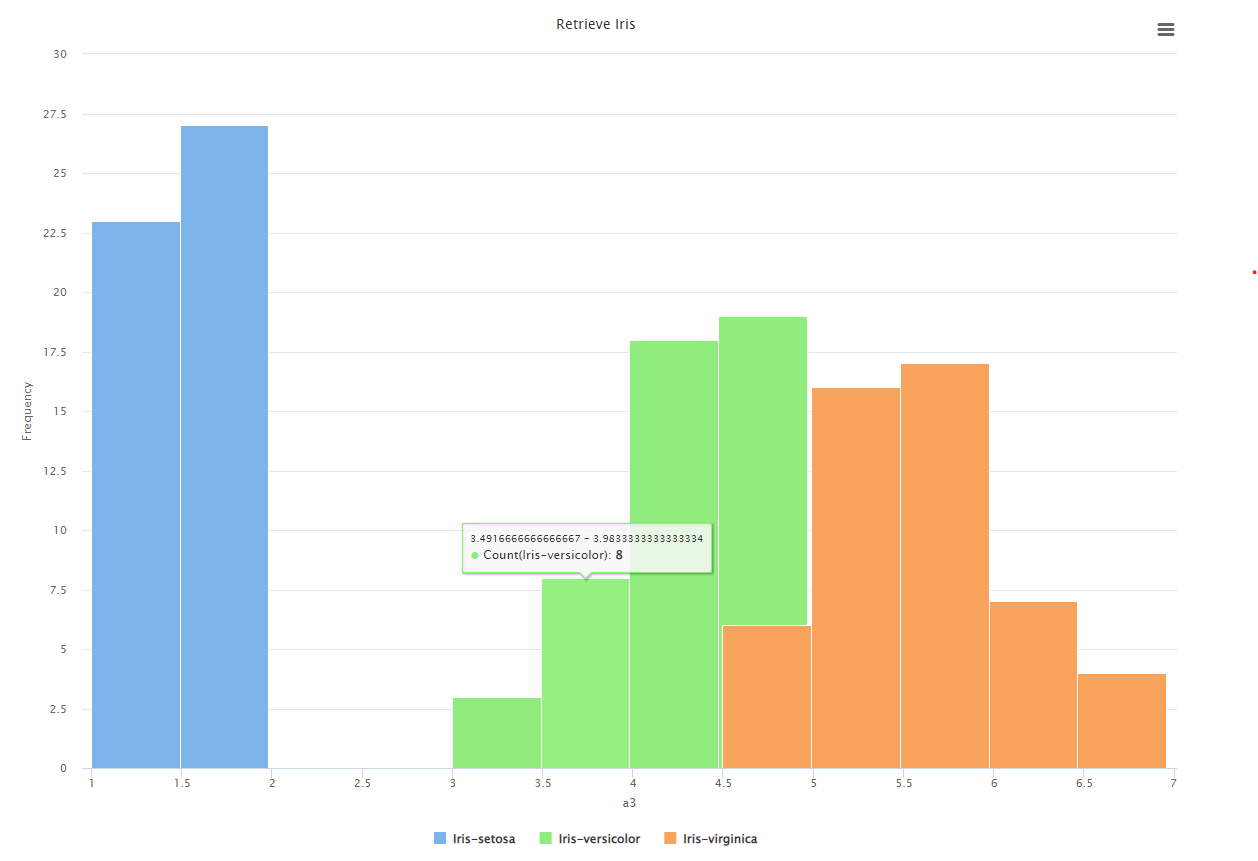 Retrieve Iris
30
27.5
25
22.5
20
17.5
15
12.5
10
7.5
5
2.5
0
Frequency
3.4916666666666667 - 3.9833333333333334
Count(Iris-versicolor): 8
1 1.5 2 2.5 3 3.5 4 4.5 5 5.5 6 6.5 7
a3
Iris-setosa Iris-versicolor Iris-virginica